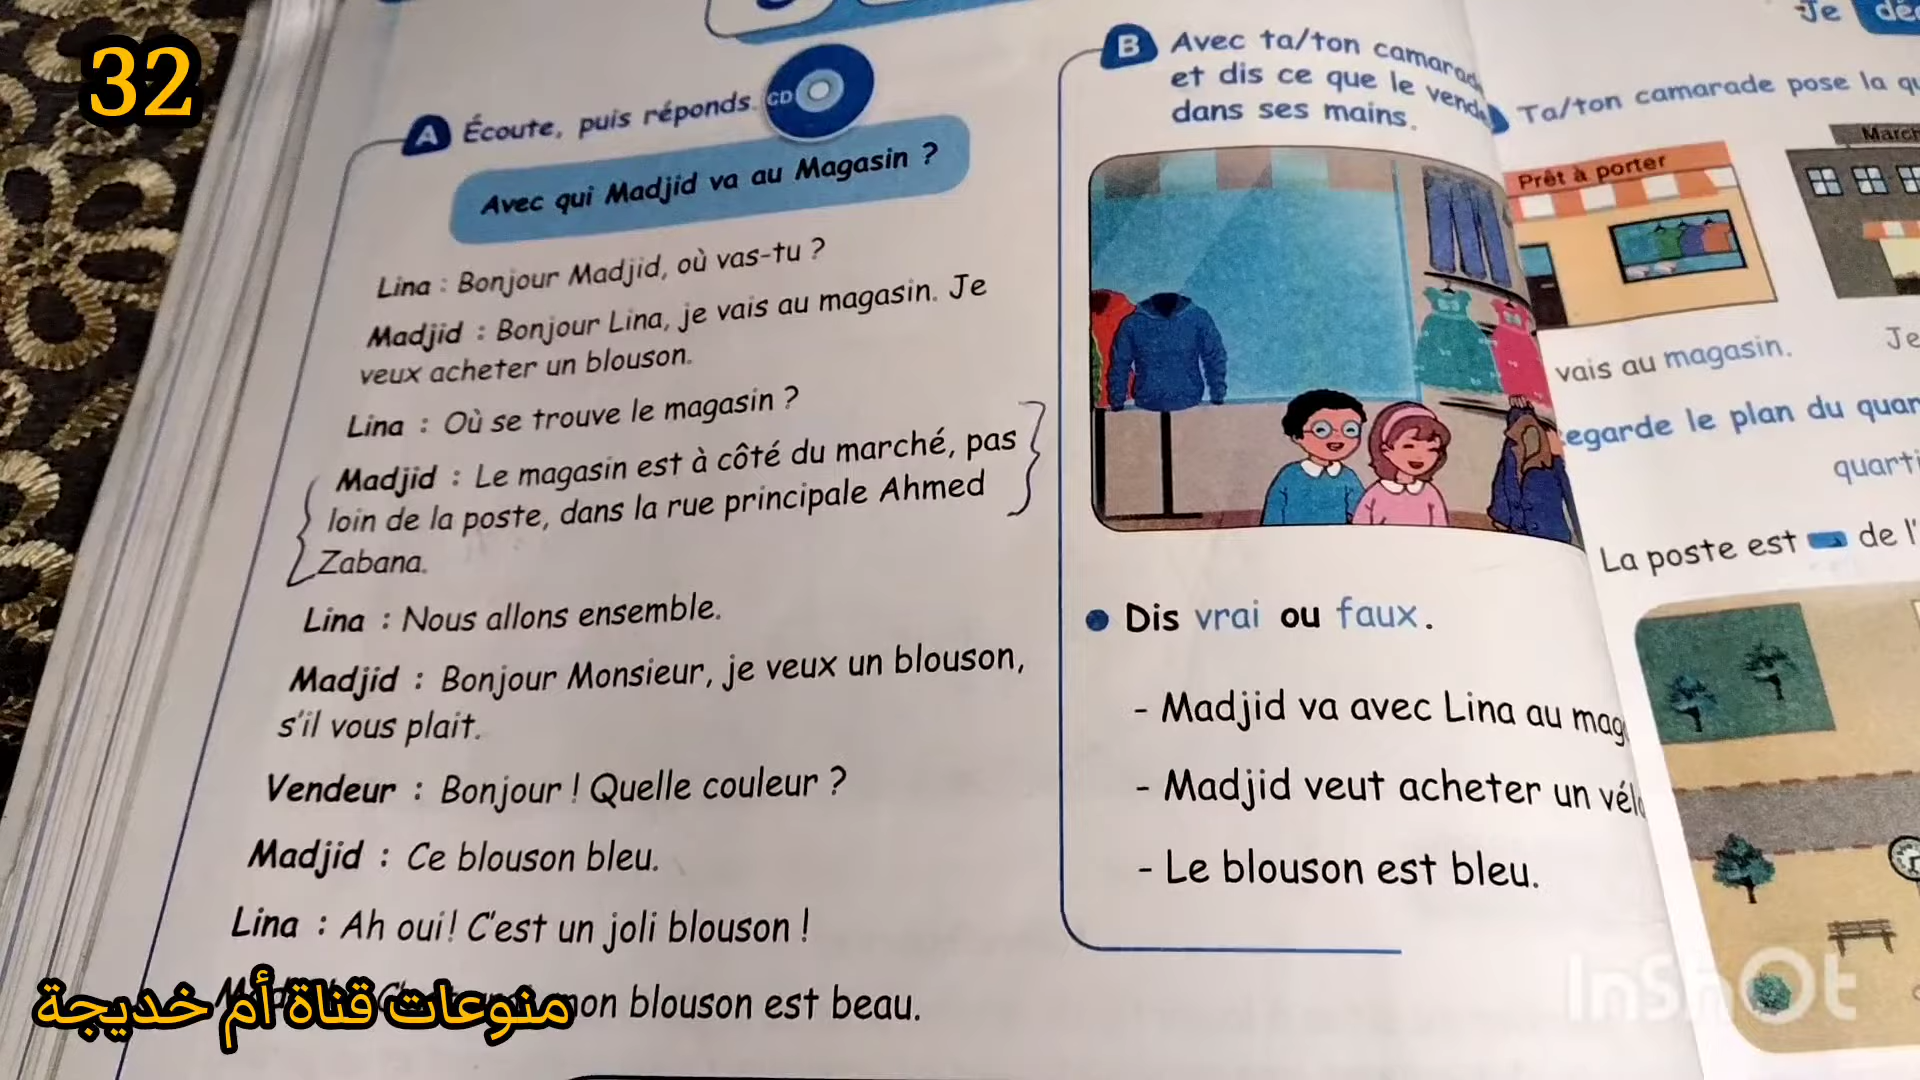 32
A Écoute, puis réponds. CD
Avec qui Madjid va au Magasin ?
Lina : Bonjour Madjid, où vas-tu ?
Madjid : Bonjour Lina, je vais au magasin. Je
veux acheter un blouson.
Lina : Où se trouve le magasin ?
Madjid : Le magasin est à côté du marché, pas
loin de la poste, dans la rue principale Ahmed
Zabana.
Lina : Nous allons ensemble.
Madjid : Bonjour Monsieur, je veux un blouson,
s'il vous plait.
Vendeur : Bonjour ! Quelle couleur ?
Madjid : Ce blouson bleu.
Lina : Ah oui! C'est un joli blouson !
mon blouson est beau.
منوعات قناة أم خديجة
B Avec ta/ton
et dis ce que le
dans ses mains.
Dis vrai ou faux.
- Madjid va avec Lina au
- Madjid veut acheter un
- Le blouson est bleu.
Je
Ta/ton camarade pose la
Prêt à porter
vais au magasin.
Je
le plan du
La poste est de
InShOt